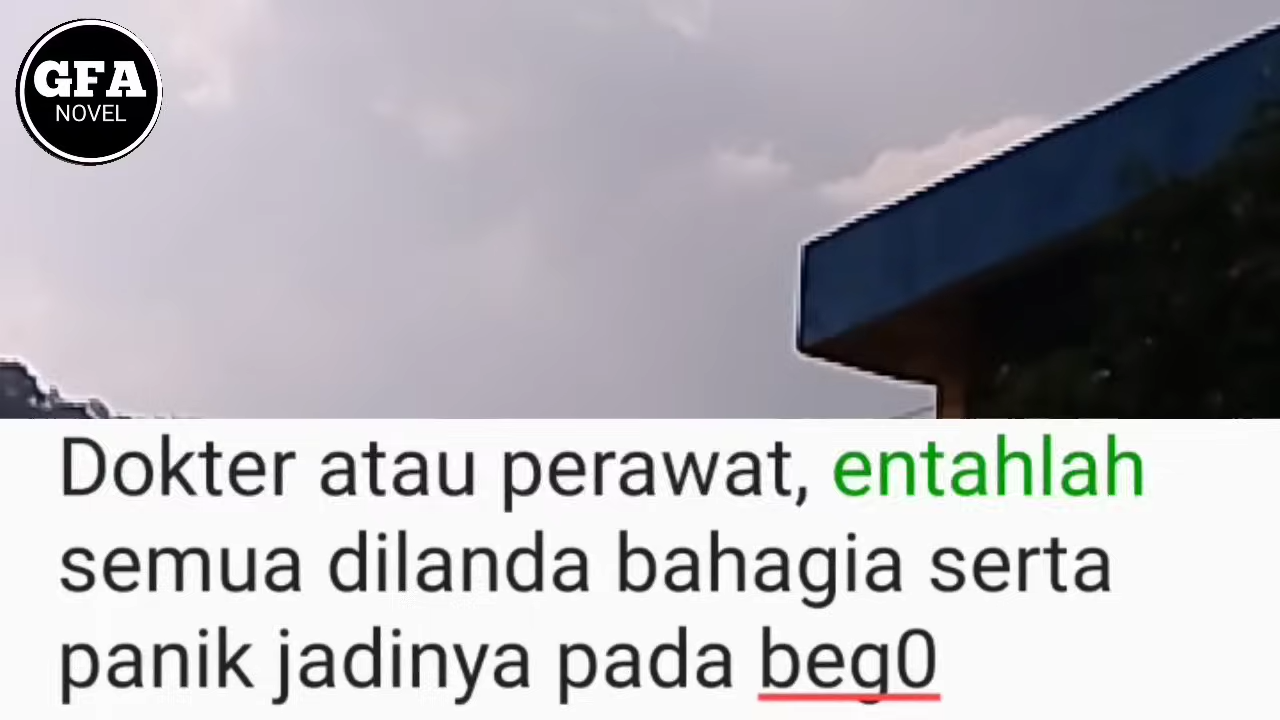 GFA
NOVEL
Dokter atau perawat, entahlah
semua dilanda bahagia serta
panik jadinya pada beg0